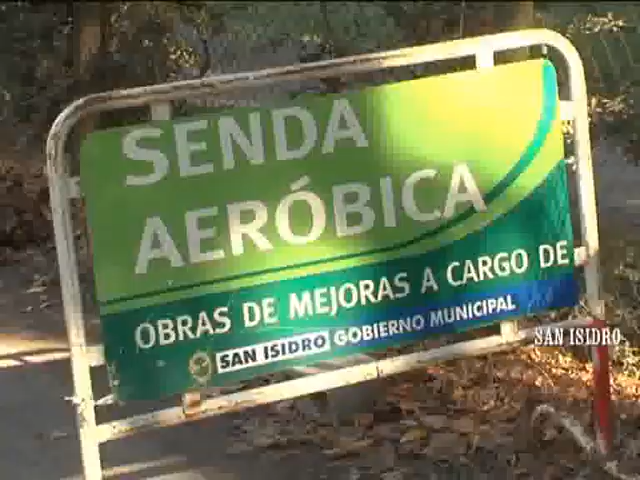 SENDA
AERÓBICA
OBRAS DE MEJORAS A CARGO DE
SAN ISIDRO GOBIERNO MUNICIPAL
SAN ISIDRO